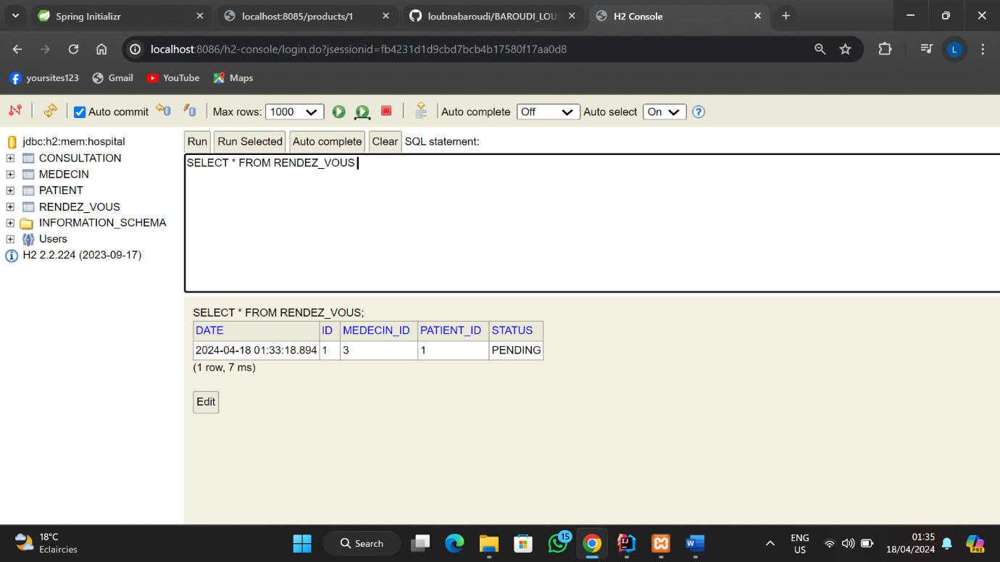 Spring Initializr
localhost:8085/products/1
loubnabaroudi/BAROUDI_LOU
H2 Console
localhost:8086/h2-console/login.do?jsessionid=fb4231d1d9cbd7bcb4b17580f17aa0d8
L
yoursites123 Gmail YouTube Maps
Auto commit Max rows: 1000 Auto complete Off Auto select On
jdbc:h2:mem:hospital
CONSULTATION
MEDECIN
PATIENT
RENDEZ_VOUS
INFORMATION_SCHEMA
Users
H2 2.2.224 (2023-09-17)
Run Run Selected Auto complete Clear SQL statement:
SELECT * FROM RENDEZ_VOUS
SELECT * FROM RENDEZ_VOUS;
DATE ID MEDECIN_ID PATIENT_ID STATUS
2024-04-18 01:33:18.894 1 3 1 PENDING
(1 row, 7 ms)
Edit
18°C
Eclaircies
Search
15
ENG
US
01:35
18/04/2024
PRE